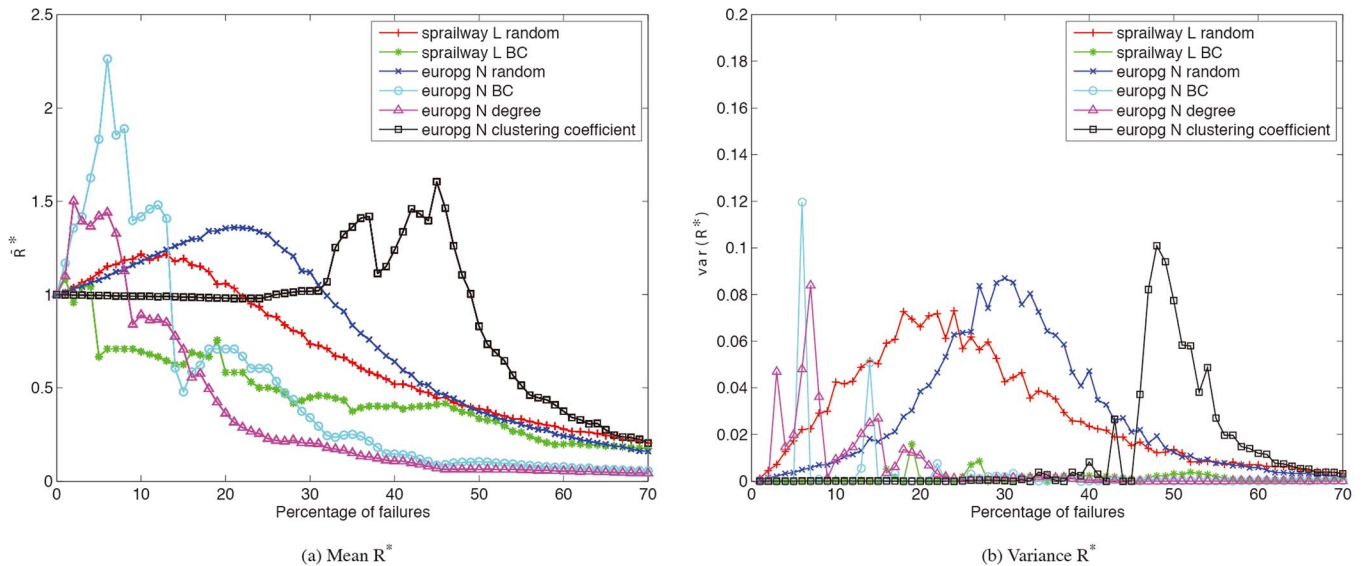 2.5
2
1.5
1
0.5
0
R̄*
0 10 20 30 40 50 60 70
Percentage of failures
sprailway L random
sprailway L BC
europg N random
europg N BC
europg N degree
europg N clustering coefficient
(a) Mean R*
0.2
0.18
0.16
0.14
0.12
0.1
0.08
0.06
0.04
0.02
0
var(R*)
0 10 20 30 40 50 60 70
Percentage of failures
sprailway L random
sprailway L BC
europg N random
europg N BC
europg N degree
europg N clustering coefficient
(b) Variance R*